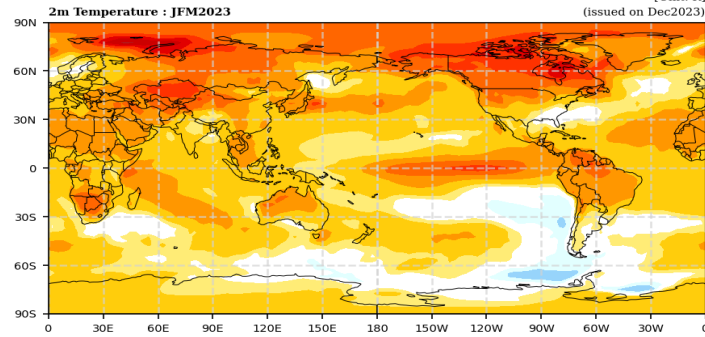 2m Temperature : JFM2023
(issued on Dec2023)
90N
60N
30N
0
30S
60S
90S
0 30E 60E 90E 120E 150E 180 150W 120W 90W 60W 30W 0